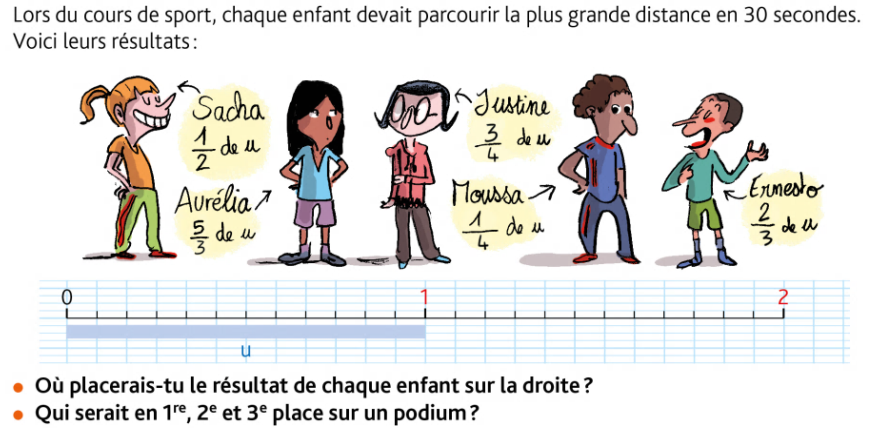 Lors du cours de sport, chaque enfant devait parcourir la plus grande distance en 30 secondes.
Voici leurs résultats :
Sacha
1/2 de u
Aurélia
5/3 de u
Justine
3/4 de u
Moussa
1/4 de u
Ernesto
2/3 de u
0 1 2
u
• Où placerais-tu le résultat de chaque enfant sur la droite ?
• Qui serait en 1re, 2e et 3e place sur un podium ?